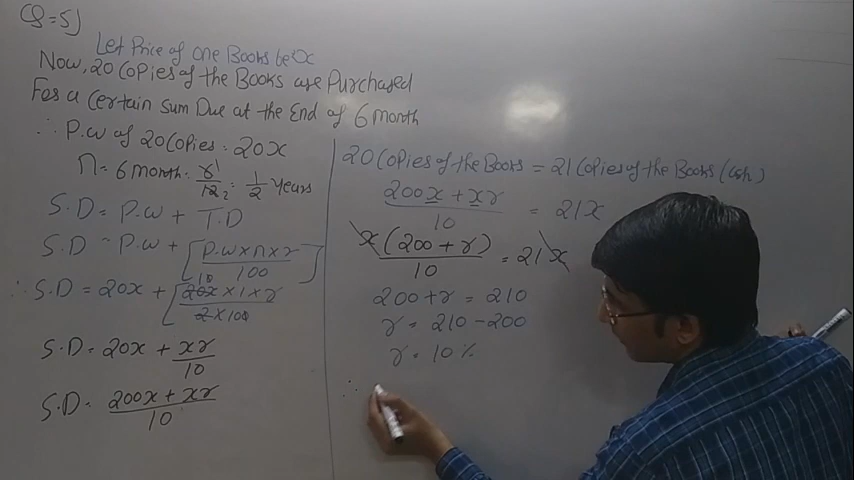 Q=5)
Let Price of one Books be x
Now, 20 Copies of the Books are Purchased
For a Certain Sum Due at the End of 6 month
∴ P.W of 20 Copies = 20x
n = 6 month = 6/12 = 1/2 Years
S.D = P.W + T.D
S.D = P.W + [P.W×n×r/100]
∴ S.D = 20x + [20x×1×r/2×100]
S.D = 20x + xr/10
S.D = 200x + xr/10
20 Copies of the Books = 21 Copies of the Books (Cash)
200x + xr/10 = 21x
x(200 + r)/10 = 21x
200 + r = 210
r = 210 - 200
r = 10%
∴